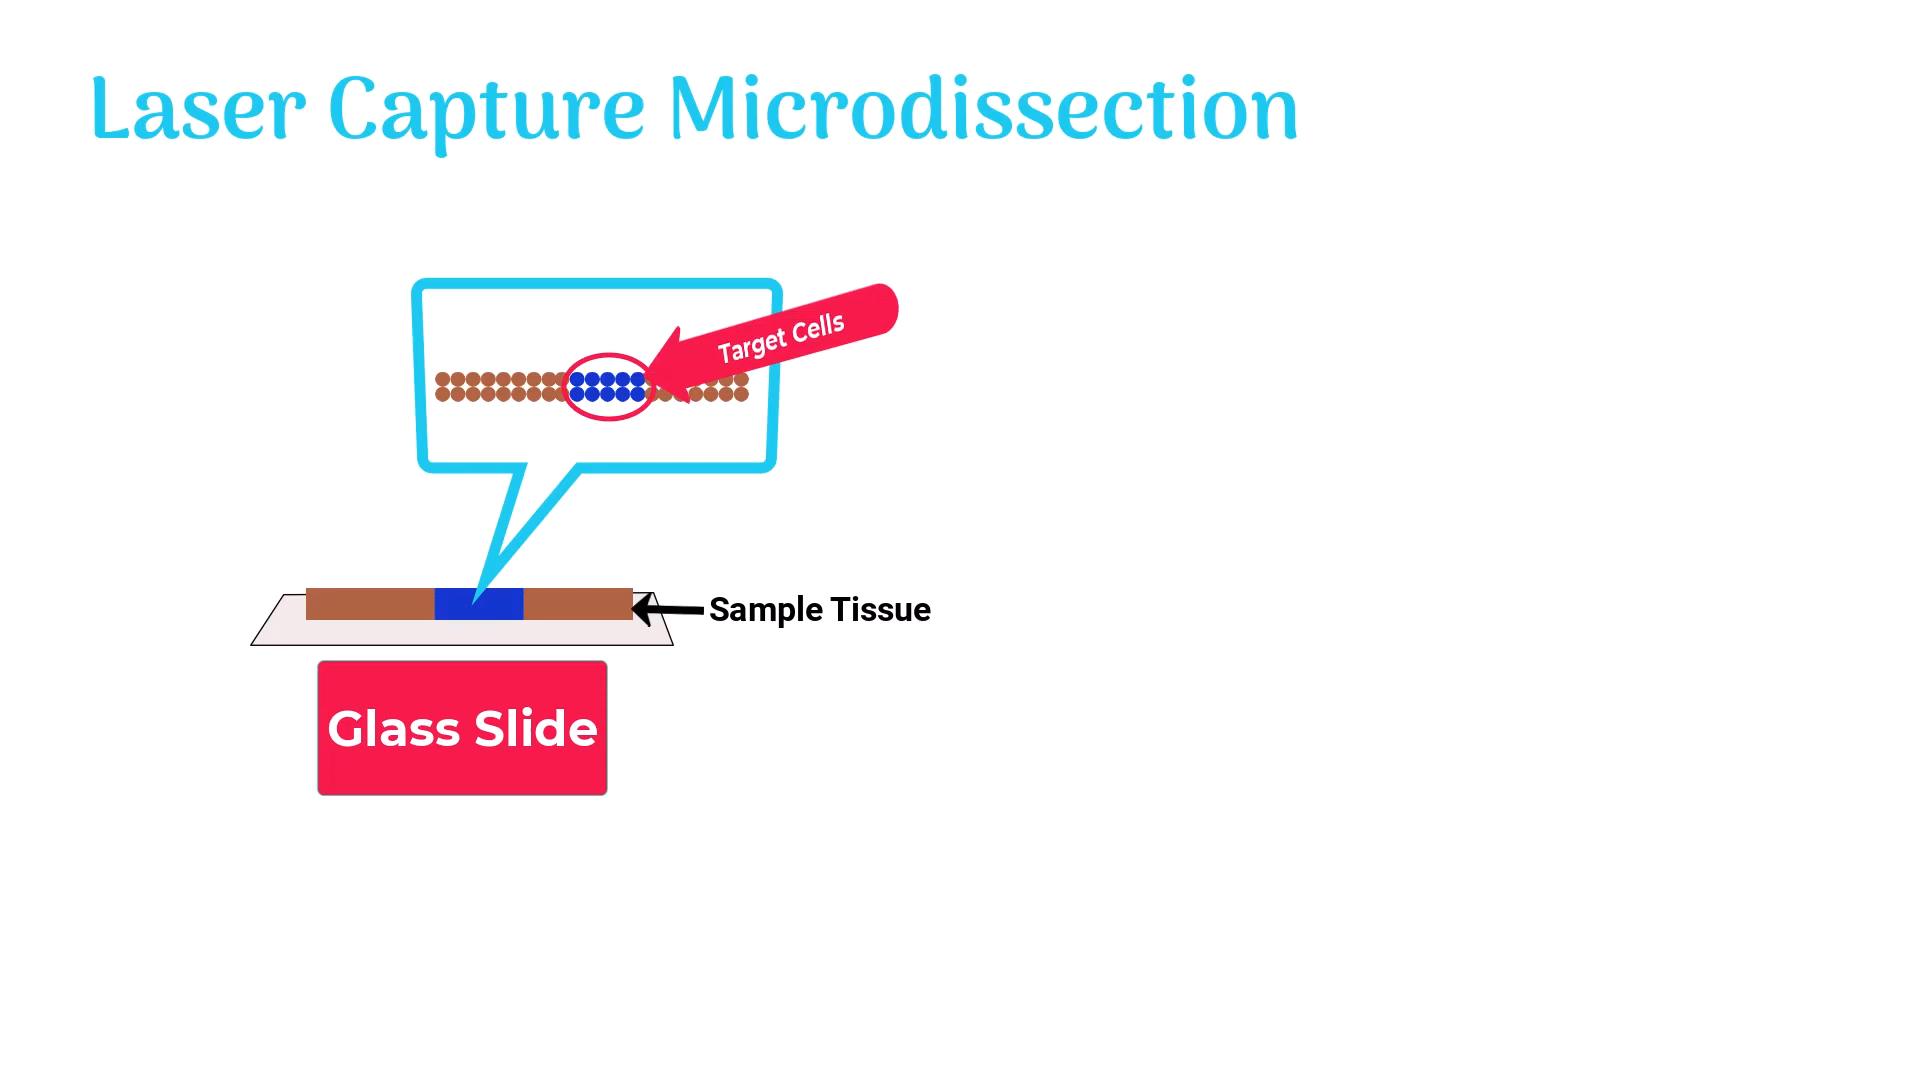 Laser Capture Microdissection
Target Cells
Sample Tissue
Glass Slide